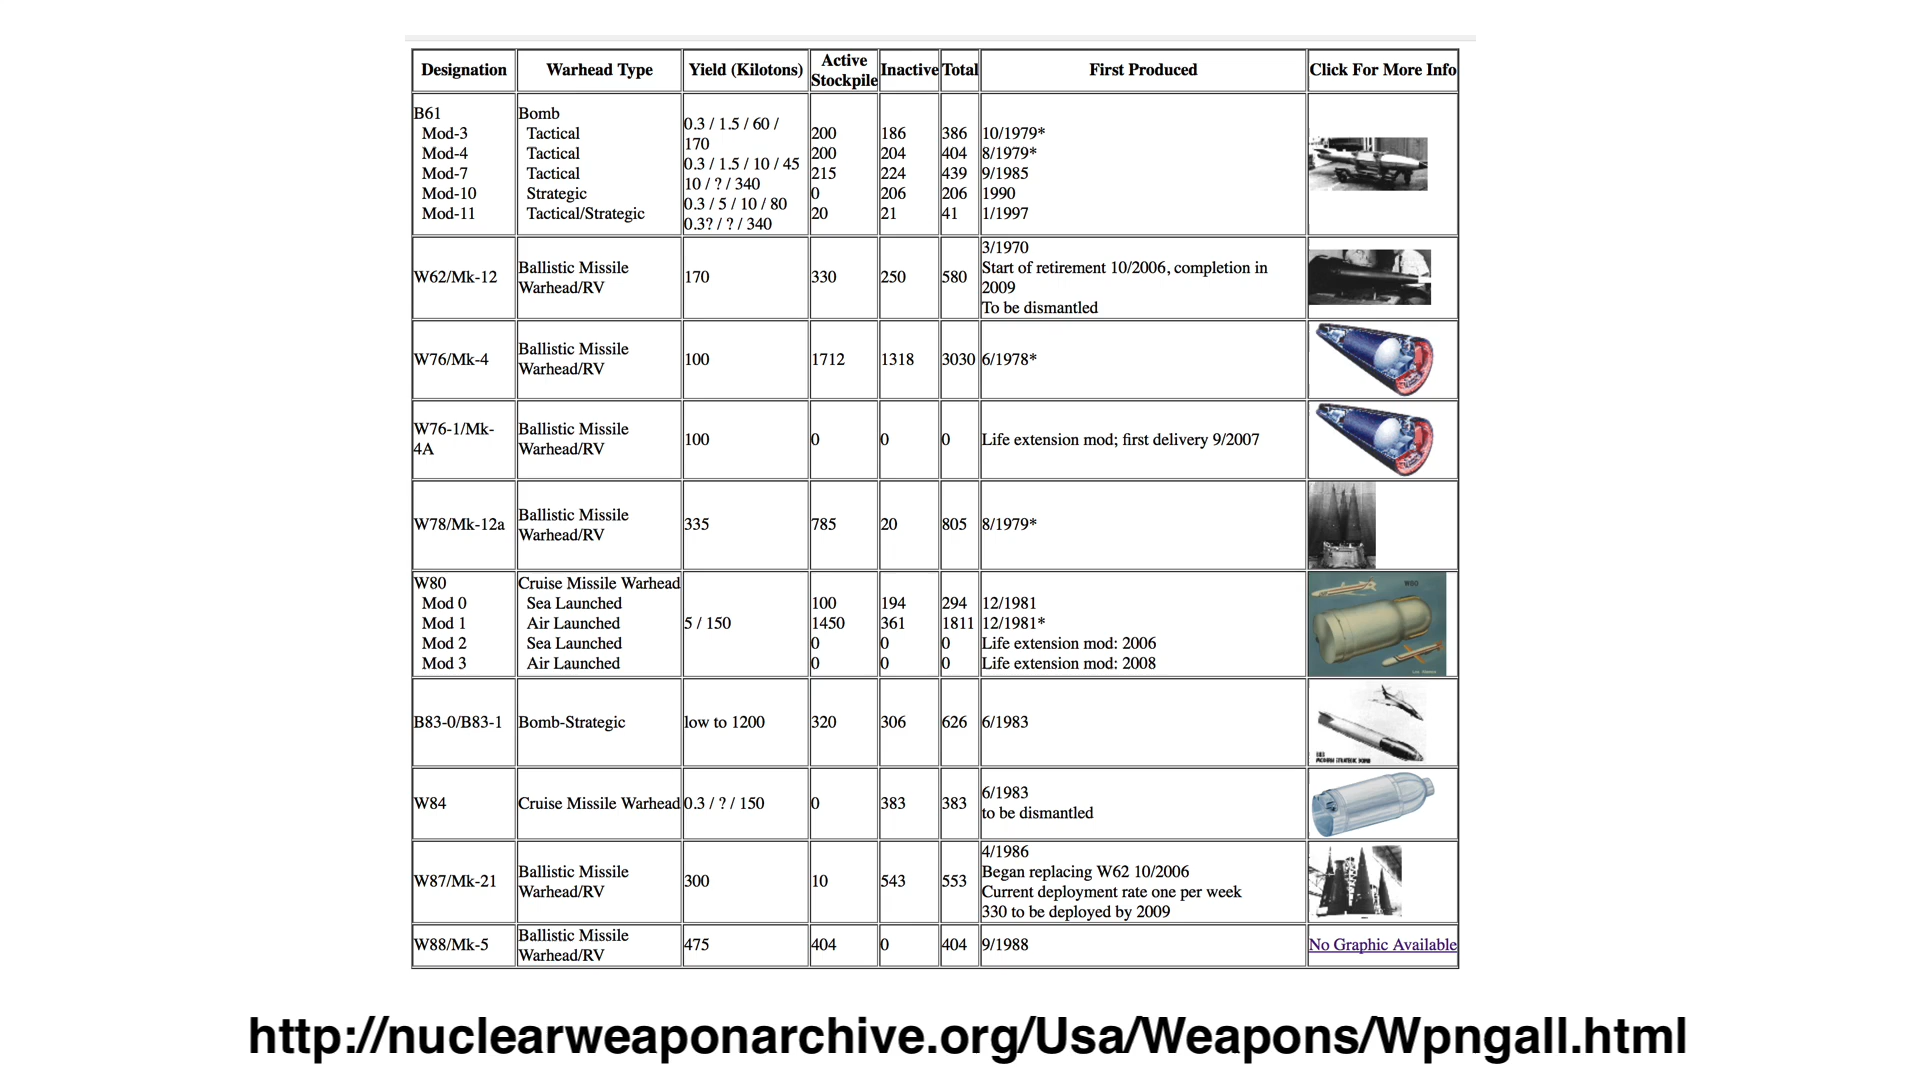 Designation Warhead Type Yield (Kilotons) Active Stockpile Inactive Total First Produced Click For More Info
B61 Bomb
0.3 / 1.5 / 60 /
Mod-3 Tactical 200 186 386 10/1979*
170
Mod-4 Tactical 200 204 404 8/1979*
0.3 / 1.5 / 10 / 45
Mod-7 Tactical 215 224 439 9/1985
10 / ? / 340
Mod-10 Strategic 0 206 206 1990
0.3 / 5 / 10 / 80
Mod-11 Tactical/Strategic 20 21 41 1/1997
0.3? / ? / 340
W62/Mk-12 Ballistic Missile Warhead/RV 170 330 250 580 3/1970
Start of retirement 10/2006, completion in
2009
To be dismantled
W76/Mk-4 Ballistic Missile Warhead/RV 100 1712 1318 3030 6/1978*
W76-1/Mk-4A Ballistic Missile Warhead/RV 100 0 0 0 Life extension mod; first delivery 9/2007
W78/Mk-12a Ballistic Missile Warhead/RV 335 785 20 805 8/1979*
W80 Cruise Missile Warhead
Mod 0 Sea Launched 100 194 294 12/1981
Mod 1 Air Launched 5 / 150 1450 361 1811 12/1981*
Mod 2 Sea Launched 0 0 0 Life extension mod: 2006
Mod 3 Air Launched 0 0 0 Life extension mod: 2008
W80
B83-0/B83-1 Bomb-Strategic low to 1200 320 306 626 6/1983
MODERN STRATEGIC BOMB
W84 Cruise Missile Warhead 0.3 / ? / 150 0 383 383 6/1983
to be dismantled
W87/Mk-21 Ballistic Missile Warhead/RV 300 10 543 553 4/1986
Began replacing W62 10/2006
Current deployment rate one per week
330 to be deployed by 2009
W88/Mk-5 Ballistic Missile Warhead/RV 475 404 0 404 9/1988 No Graphic Available
http://nuclearweaponarchive.org/Usa/Weapons/Wpngall.html